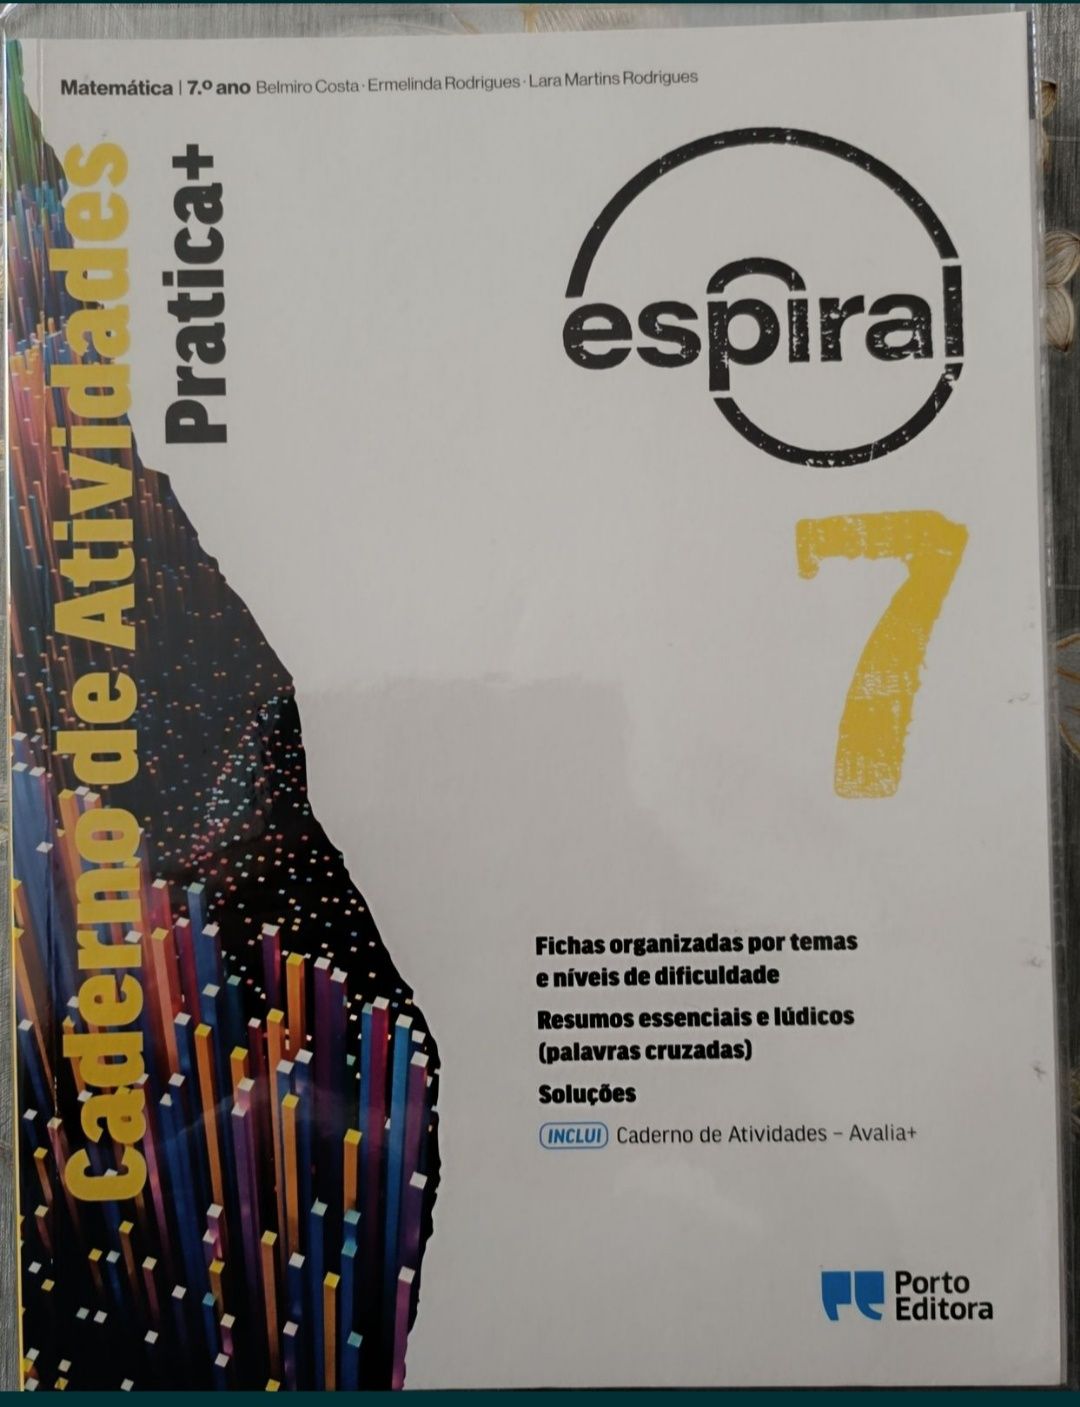 Matemática | 7.º ano Belmiro Costa · Ermelinda Rodrigues · Lara Martins Rodrigues
Caderno de Atividades
Pratica+
espiral
7
Fichas organizadas por temas
e níveis de dificuldade
Resumos essenciais e lúdicos
(palavras cruzadas)
Soluções
INCLUI Caderno de Atividades – Avalia+
Porto
Editora